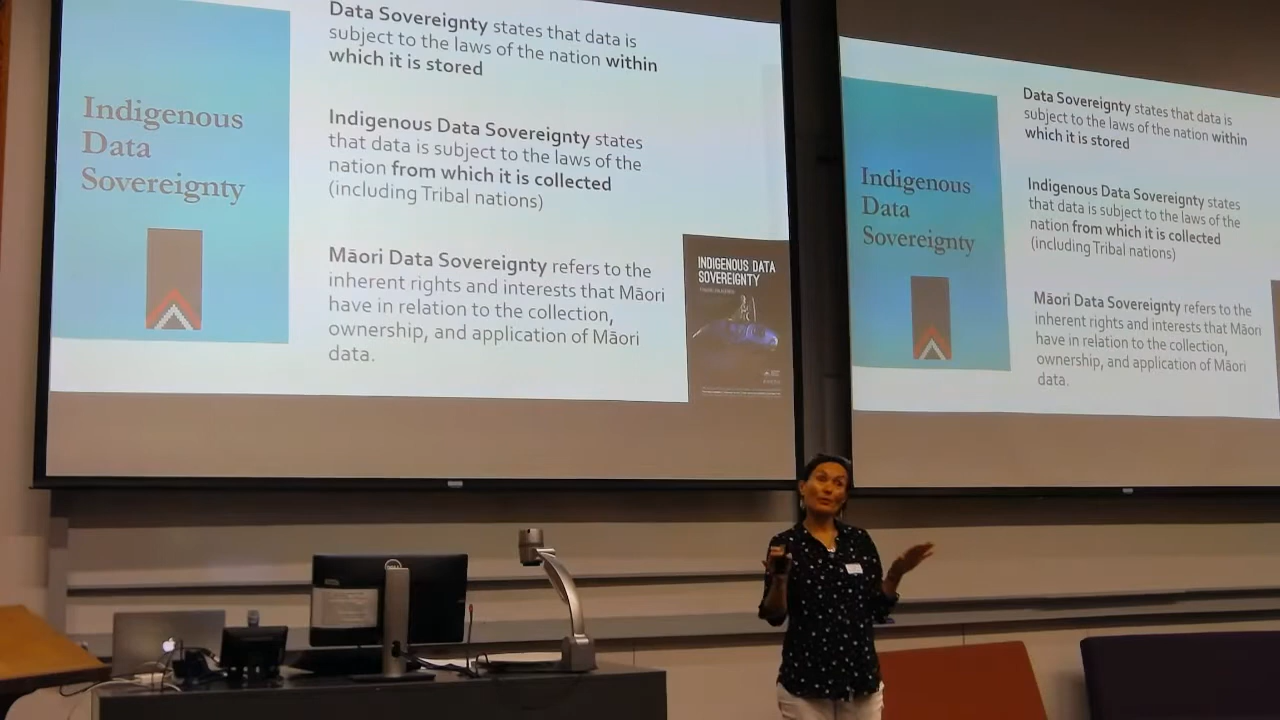 Indigenous
Data
Sovereignty
Data Sovereignty states that data is
subject to the laws of the nation within
which it is stored
Indigenous Data Sovereignty states
that data is subject to the laws of the
nation from which it is collected
(including Tribal nations)
Māori Data Sovereignty refers to the
inherent rights and interests that Māori
have in relation to the collection,
ownership, and application of Māori
data.
INDIGENOUS DATA
SOVEREIGNTY
Indigenous
Data
Sovereignty
Data Sovereignty states that data is
subject to the laws of the nation within
which it is stored
Indigenous Data Sovereignty states
that data is subject to the laws of the
nation from which it is collected
(including Tribal nations)
Māori Data Sovereignty refers to the
inherent rights and interests that Māori
have in relation to the collection,
ownership, and application of Māori
data.
DELL